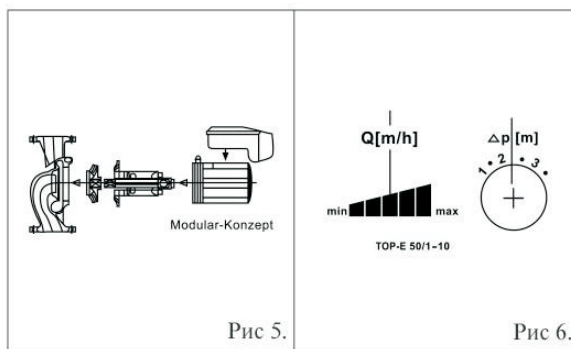 Modular-Konzept
Рис 5.
Q[m/h]
min
max
TOP-E 50/1-10
Δp [m]
1 • 2 • 3 •
Рис 6.